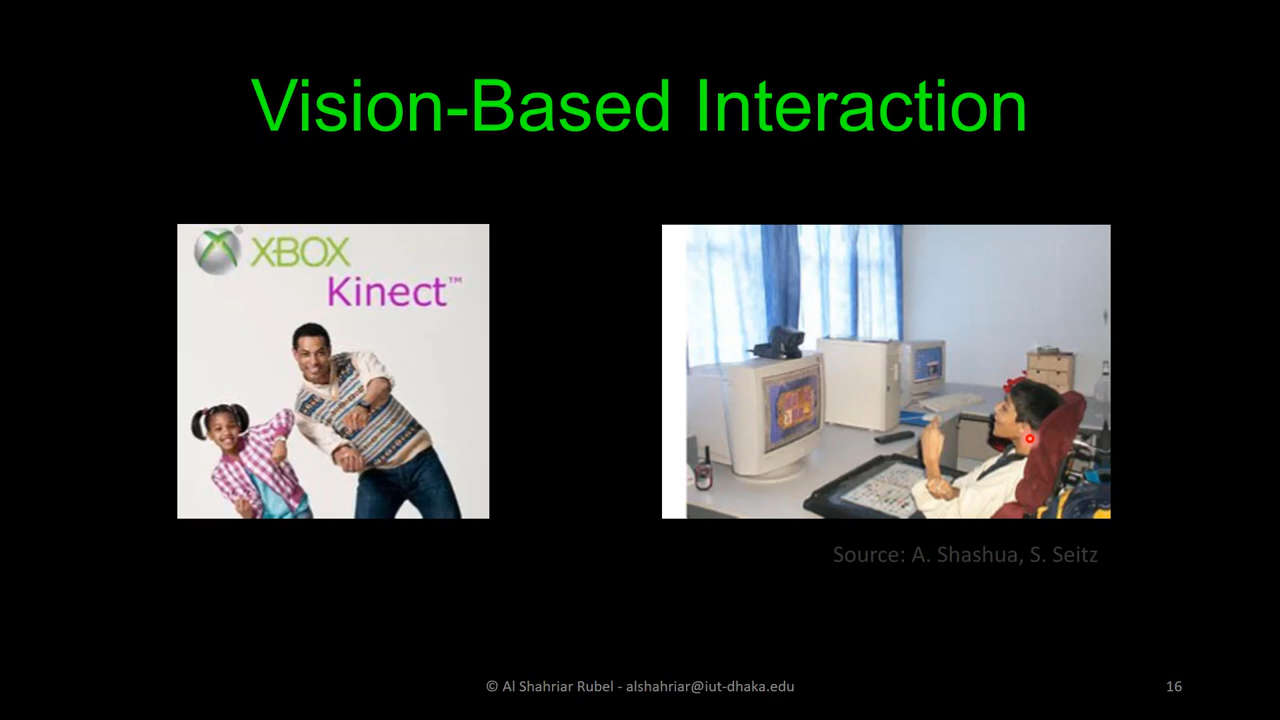 Vision-Based Interaction
XBOX
Kinect™
Source: A. Shashua, S. Seitz
© Al Shahriar Rubel - alshahriar@iut-dhaka.edu
16